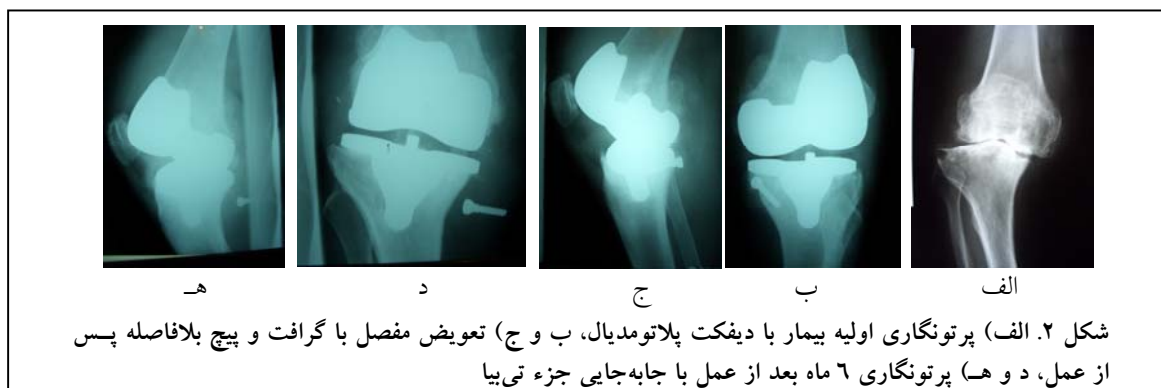 الف
ب
ج
د
هـ
شکل ۲. الف) پرتونگاری اولیه بیمار با دیفکت پلاتومدیال، ب و ج) تعویض مفصل با گرافت و پیچ بلافاصله پس
از عمل، د و هـ) پرتونگاری ۶ ماه بعد از عمل با جابه‌جایی جزء تی‌بیا